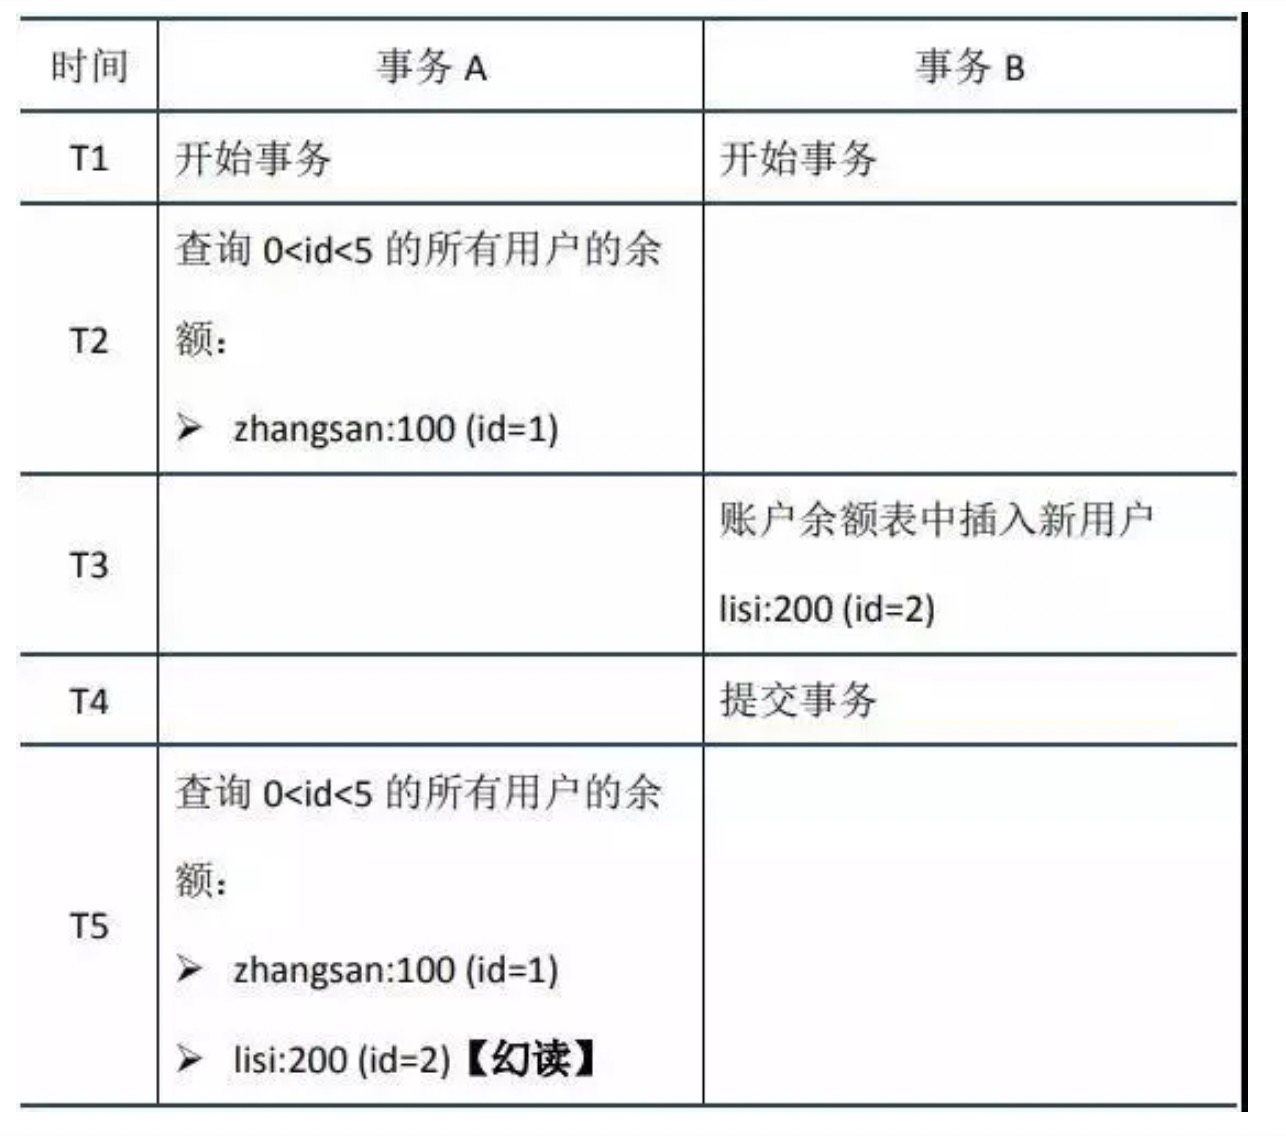 时间 事务 A 事务 B
T1 开始事务 开始事务
查询 0<id<5 的所有用户的余
T2 额：
➢ zhangsan:100 (id=1)
账户余额表中插入新用户
T3
lisi:200 (id=2)
T4 提交事务
查询 0<id<5 的所有用户的余
额：
T5
➢ zhangsan:100 (id=1)
➢ lisi:200 (id=2)【幻读】